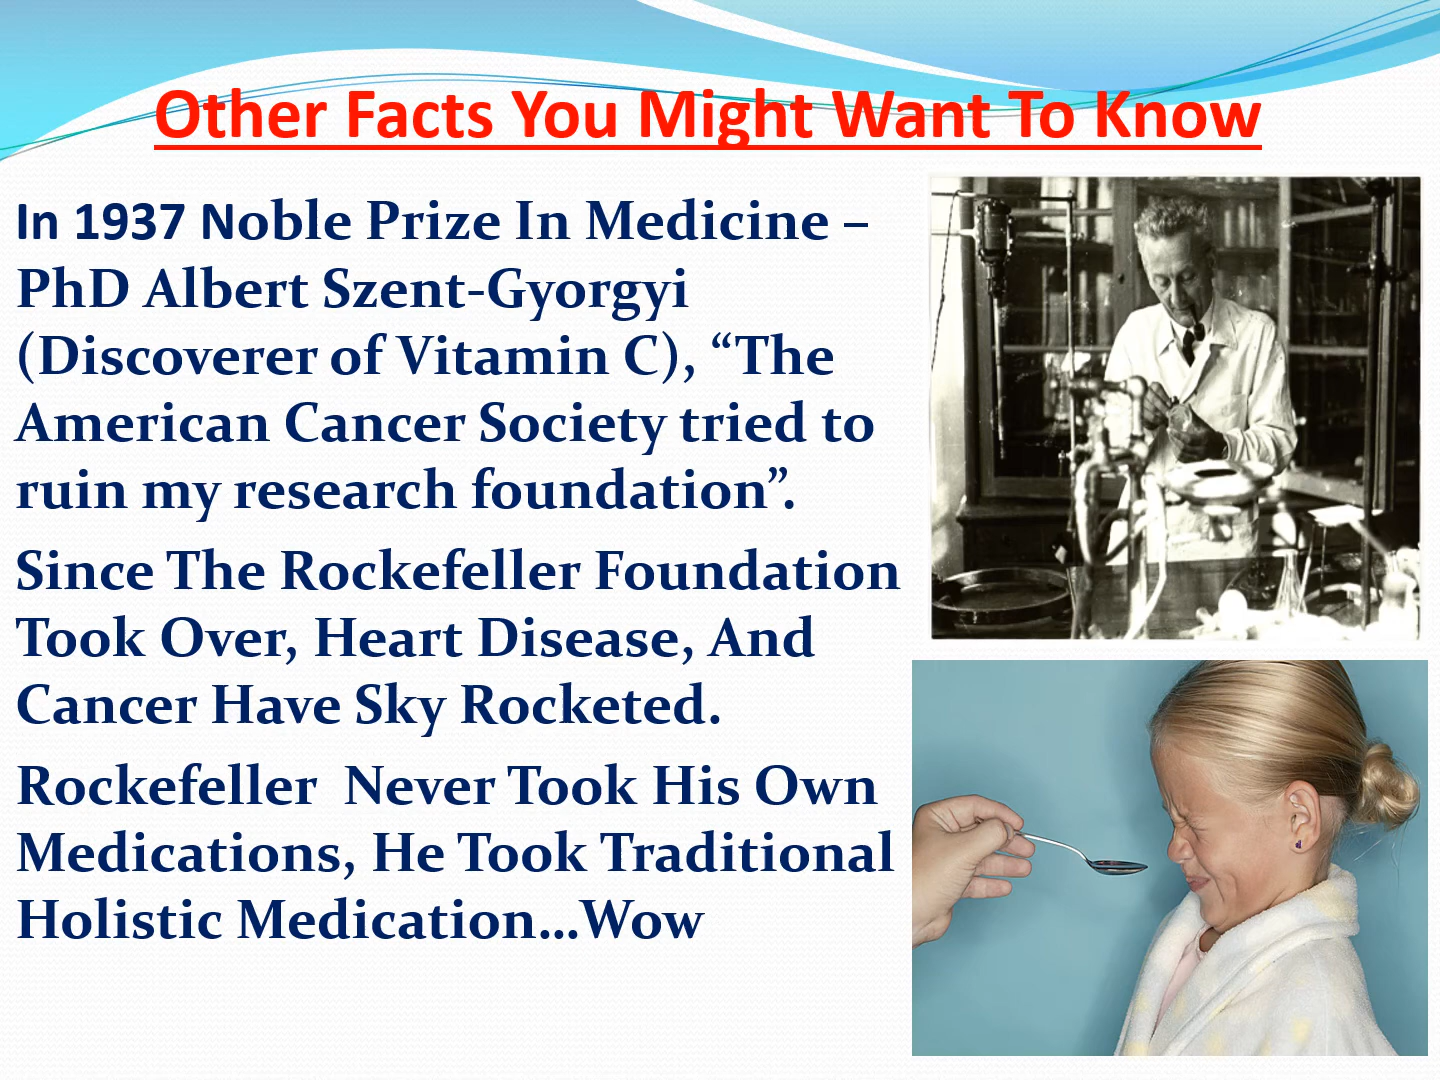 Other Facts You Might Want To Know
In 1937 Noble Prize In Medicine –
PhD Albert Szent-Gyorgyi
(Discoverer of Vitamin C), “The
American Cancer Society tried to
ruin my research foundation”.
Since The Rockefeller Foundation
Took Over, Heart Disease, And
Cancer Have Sky Rocketed.
Rockefeller  Never Took His Own
Medications, He Took Traditional
Holistic Medication…Wow